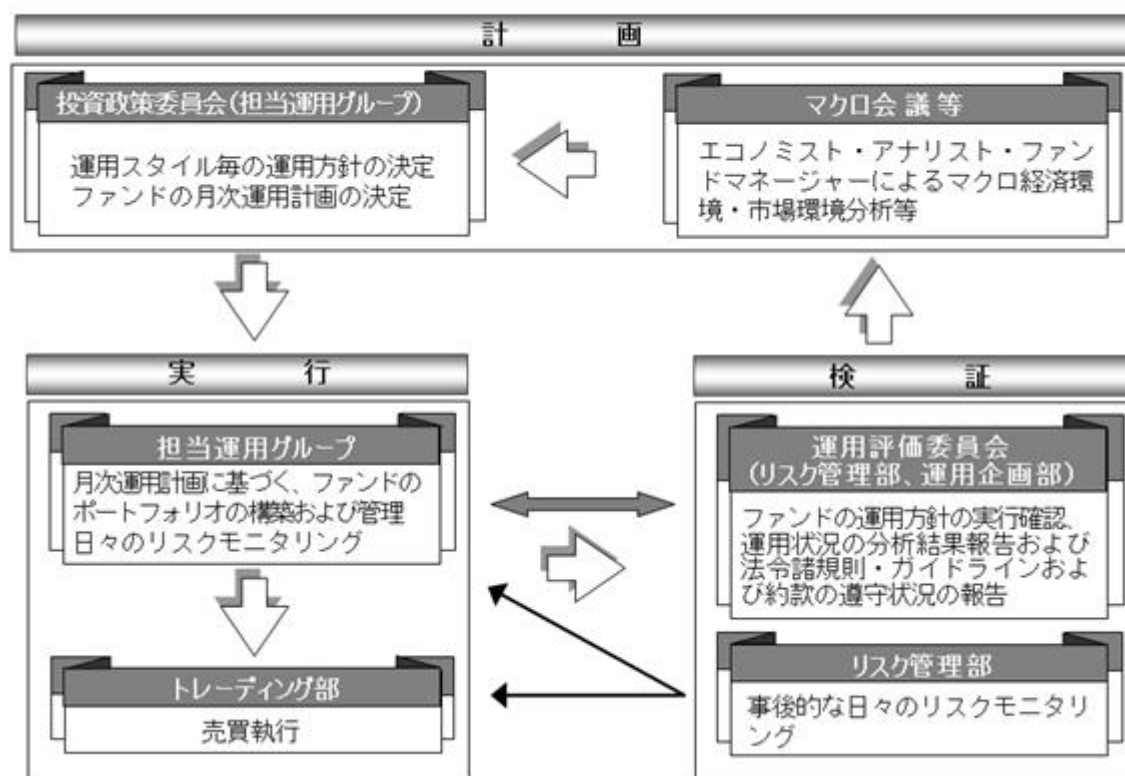 計画
投資政策委員会(担当運用グループ)
運用スタイル毎の運用方針の決定
ファンドの月次運用計画の決定
マクロ会議等
エコノミスト・アナリスト・ファン
ドマネージャーによるマクロ経済環
境・市場環境分析等
実行
担当運用グループ
月次運用計画に基づく、ファンドの
ポートフォリオの構築および管理
日々のリスクモニタリング
トレーディング部
売買執行
検証
運用評価委員会
(リスク管理部、運用企画部)
ファンドの運用方針の実行確認、
運用状況の分析結果報告および
法令諸規則・ガイドラインおよ
び約款の遵守状況の報告
リスク管理部
事後的な日々のリスクモニタリ
ング